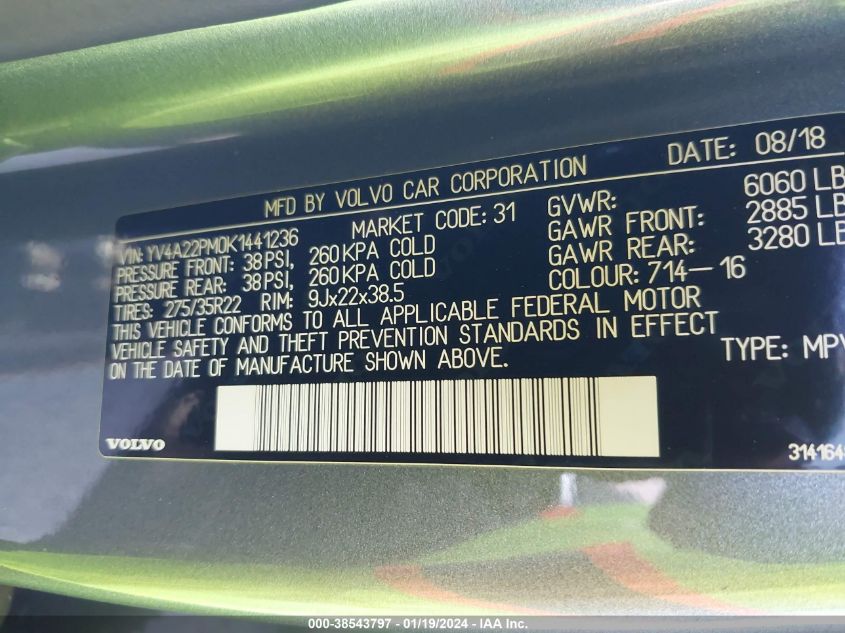 MFD BY VOLVO CAR CORPORATION DATE: 08/18
VIN: YV4A22PM0K1441236 MARKET CODE: 31 GVWR: 6060 LB
PRESSURE FRONT: 38 PSI, 260 KPA COLD GAWR FRONT: 2885 LB
PRESSURE REAR: 38 PSI, 260 KPA COLD GAWR REAR: 3280 LB
TIRES: 275/35R22 RIM: 9Jx22x38.5 COLOUR: 714-16
THIS VEHICLE CONFORMS TO ALL APPLICABLE FEDERAL MOTOR
VEHICLE SAFETY AND THEFT PREVENTION STANDARDS IN EFFECT
ON THE DATE OF MANUFACTURE SHOWN ABOVE. TYPE: MPV
VOLVO 314164
000-38543797 - 01/19/2024 - IAA Inc.